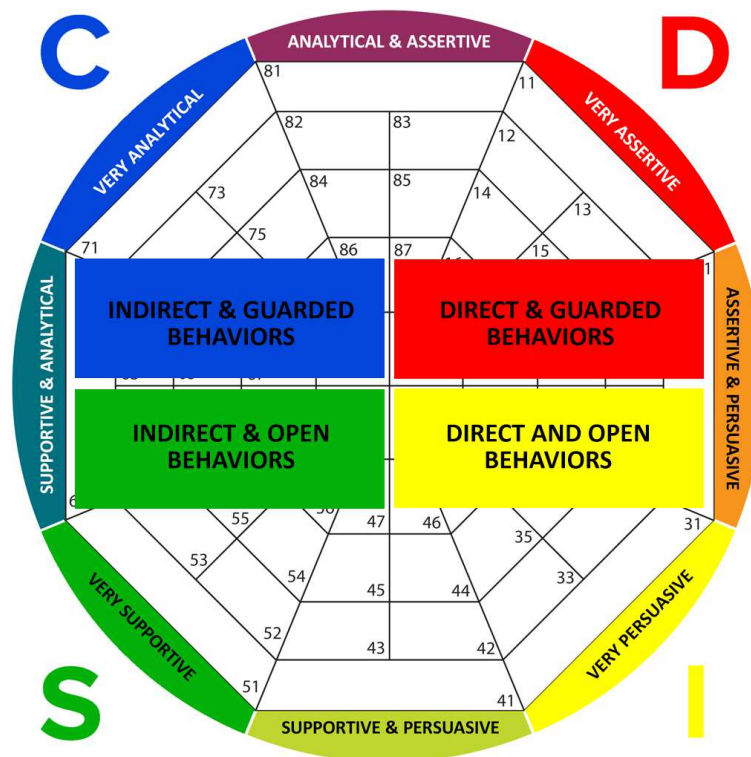 C
D
ANALYTICAL & ASSERTIVE
VERY ANALYTICAL
VERY ASSERTIVE
81
11
82
83
12
84
85
14
73
13
75
15
86
87
71
INDIRECT & GUARDED
BEHAVIORS
DIRECT & GUARDED
BEHAVIORS
SUPPORTIVE & ANALYTICAL
ASSERTIVE & PERSUASIVE
INDIRECT & OPEN
BEHAVIORS
DIRECT AND OPEN
BEHAVIORS
47
46
31
55
35
53
33
54
45
44
52
43
42
51
41
VERY SUPPORTIVE
VERY PERSUASIVE
SUPPORTIVE & PERSUASIVE
S
I